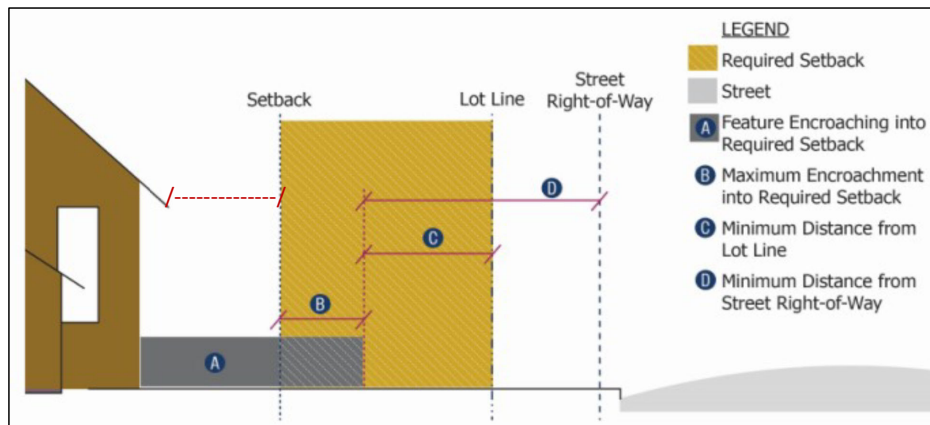 LEGEND
Required Setback
Street
A Feature Encroaching into
Required Setback
B Maximum Encroachment
into Required Setback
C Minimum Distance from
Lot Line
D Minimum Distance from
Street Right-of-Way
Setback
Lot Line
Street
Right-of-Way
D
C
B
A